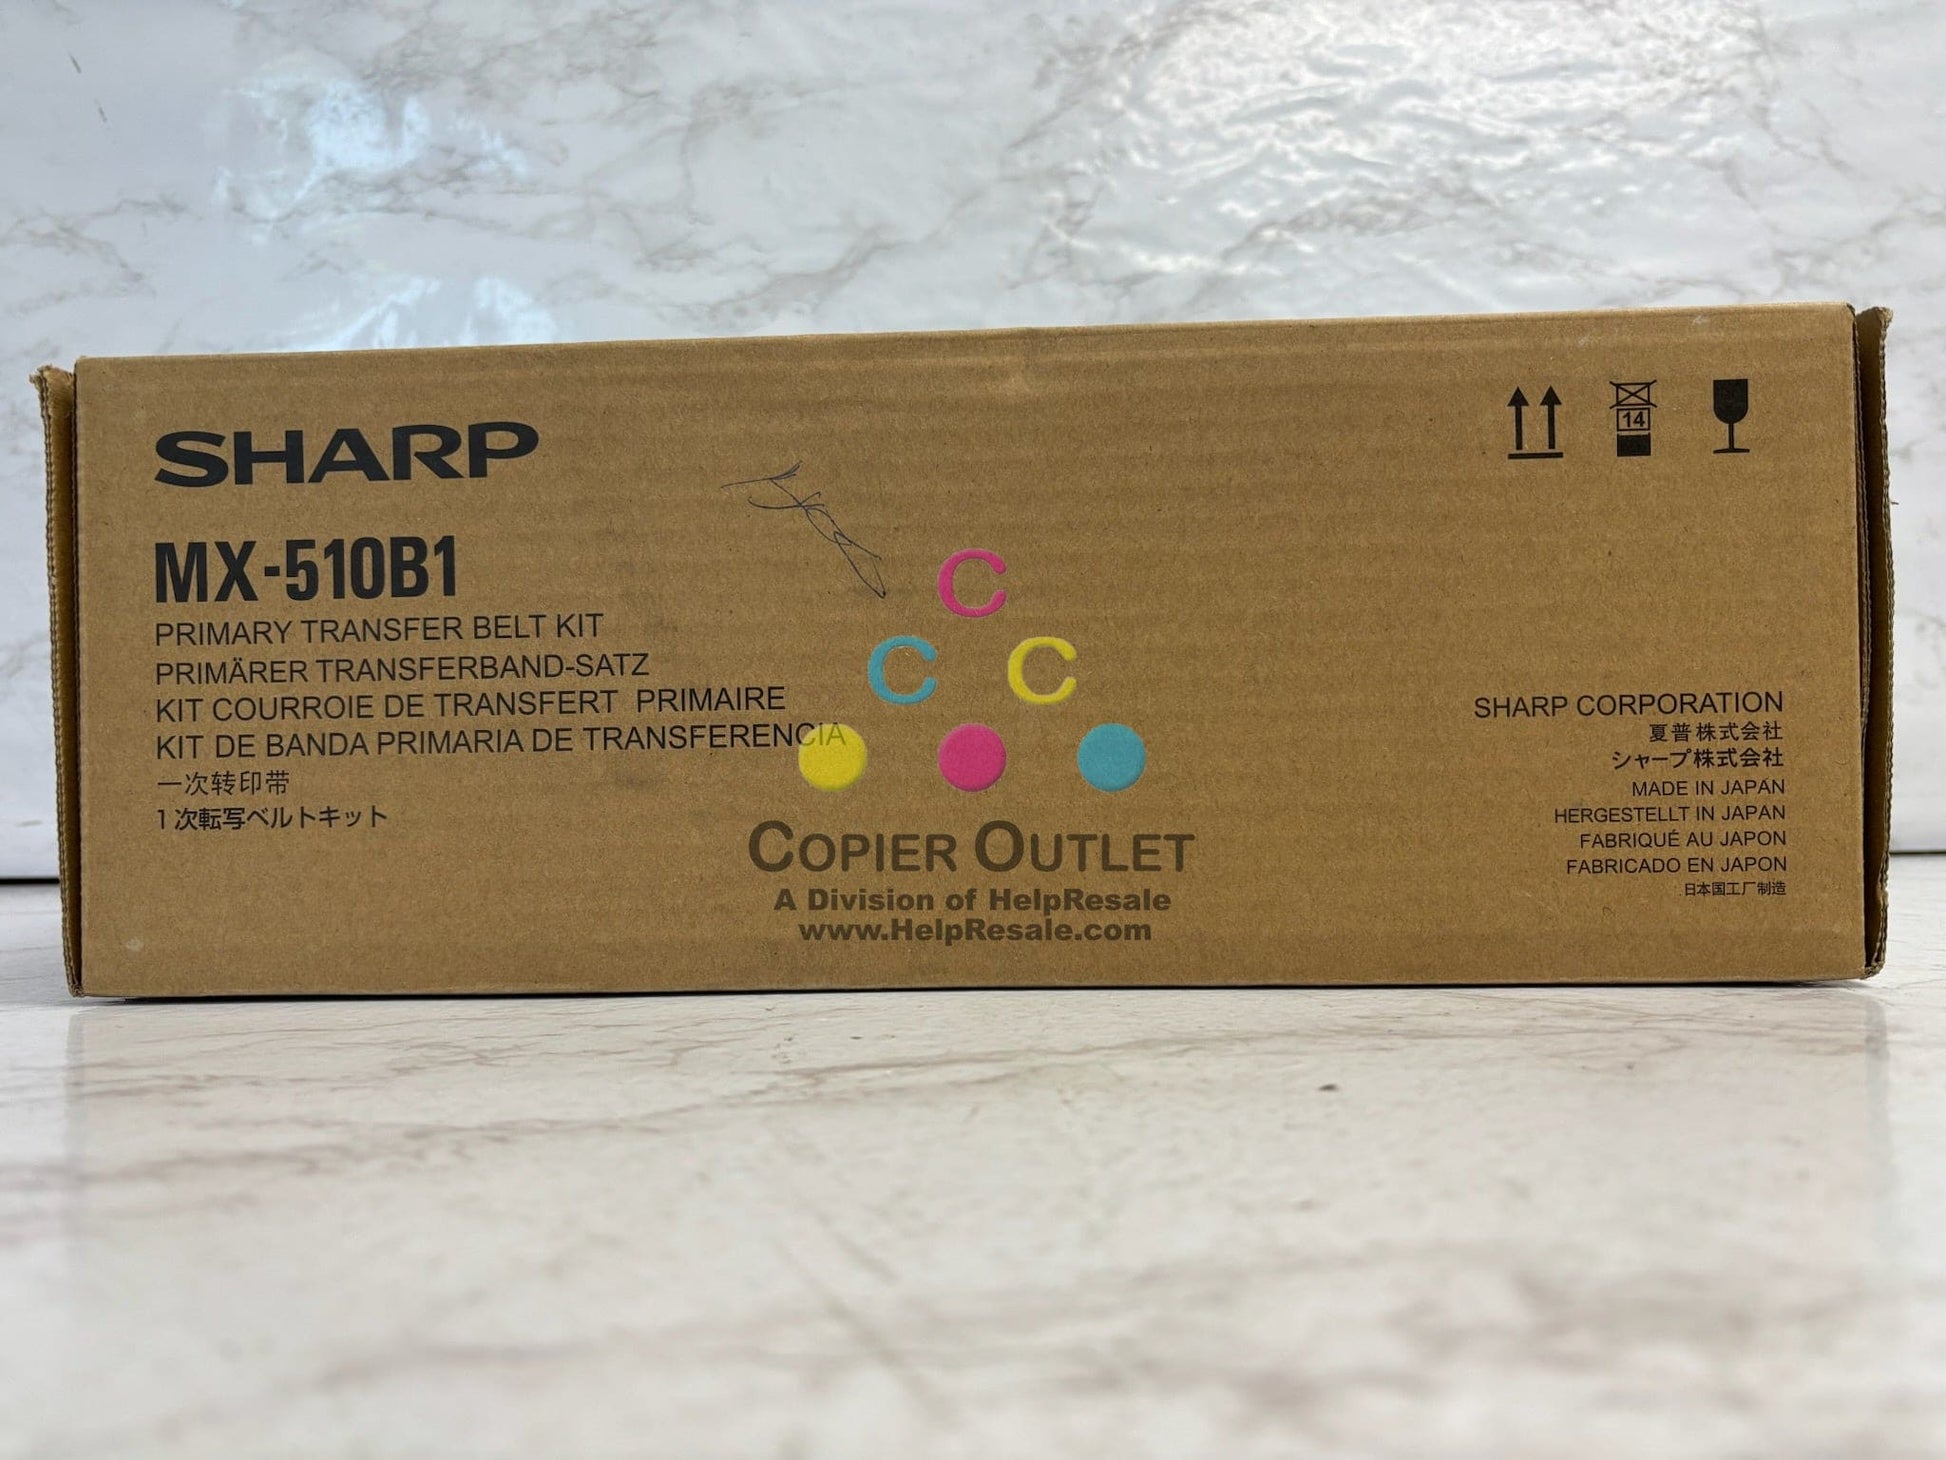 SHARP
MX-510B1
PRIMARY TRANSFER BELT KIT
PRIMÄRER TRANSFERBAND-SATZ
KIT COURROIE DE TRANSFERT PRIMAIRE
KIT DE BANDA PRIMARIA DE TRANSFERENCIA
一次转印带
1次転写ベルトキット
14
C
C C
COPIER OUTLET
A Division of HelpResale
www.HelpResale.com
SHARP CORPORATION
夏普株式会社
シャープ株式会社
MADE IN JAPAN
HERGESTELLT IN JAPAN
FABRIQUÉ AU JAPON
FABRICADO EN JAPON
日本国工厂制造